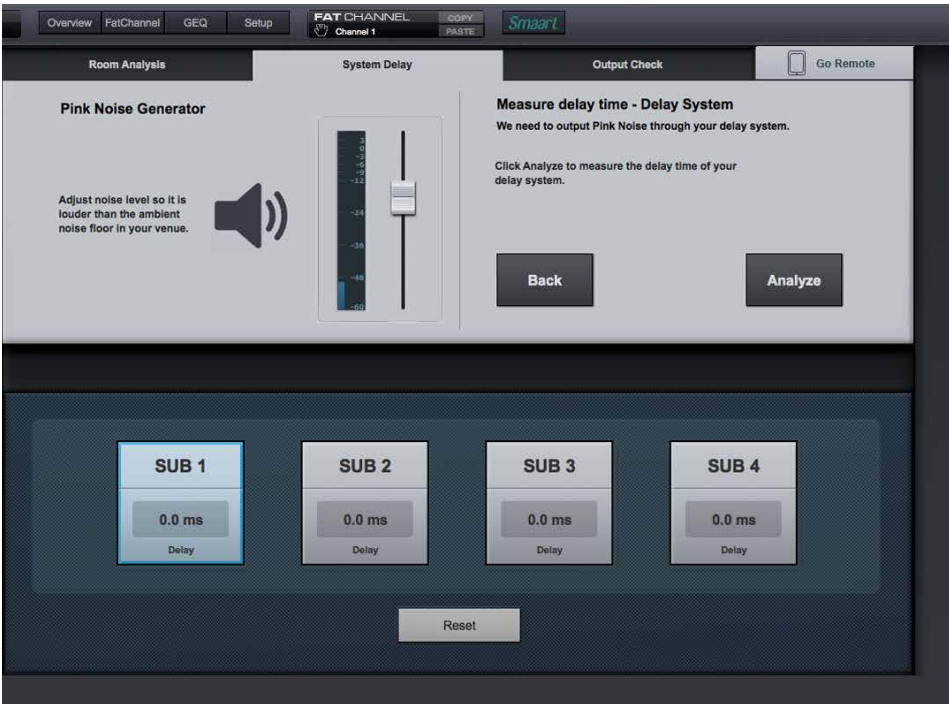 Overview FatChannel GEQ Setup FAT CHANNEL COPY Smaart
Channel 1 PASTE
Room Analysis System Delay Output Check Go Remote
Pink Noise Generator
Adjust noise level so it is
louder than the ambient
noise floor in your venue.
3
0
-3
-6
-9
-12
-24
-36
-48
-60
Measure delay time - Delay System
We need to output Pink Noise through your delay system.
Click Analyze to measure the delay time of your
delay system.
Back Analyze
SUB 1 SUB 2 SUB 3 SUB 4
0.0 ms 0.0 ms 0.0 ms 0.0 ms
Delay Delay Delay Delay
Reset